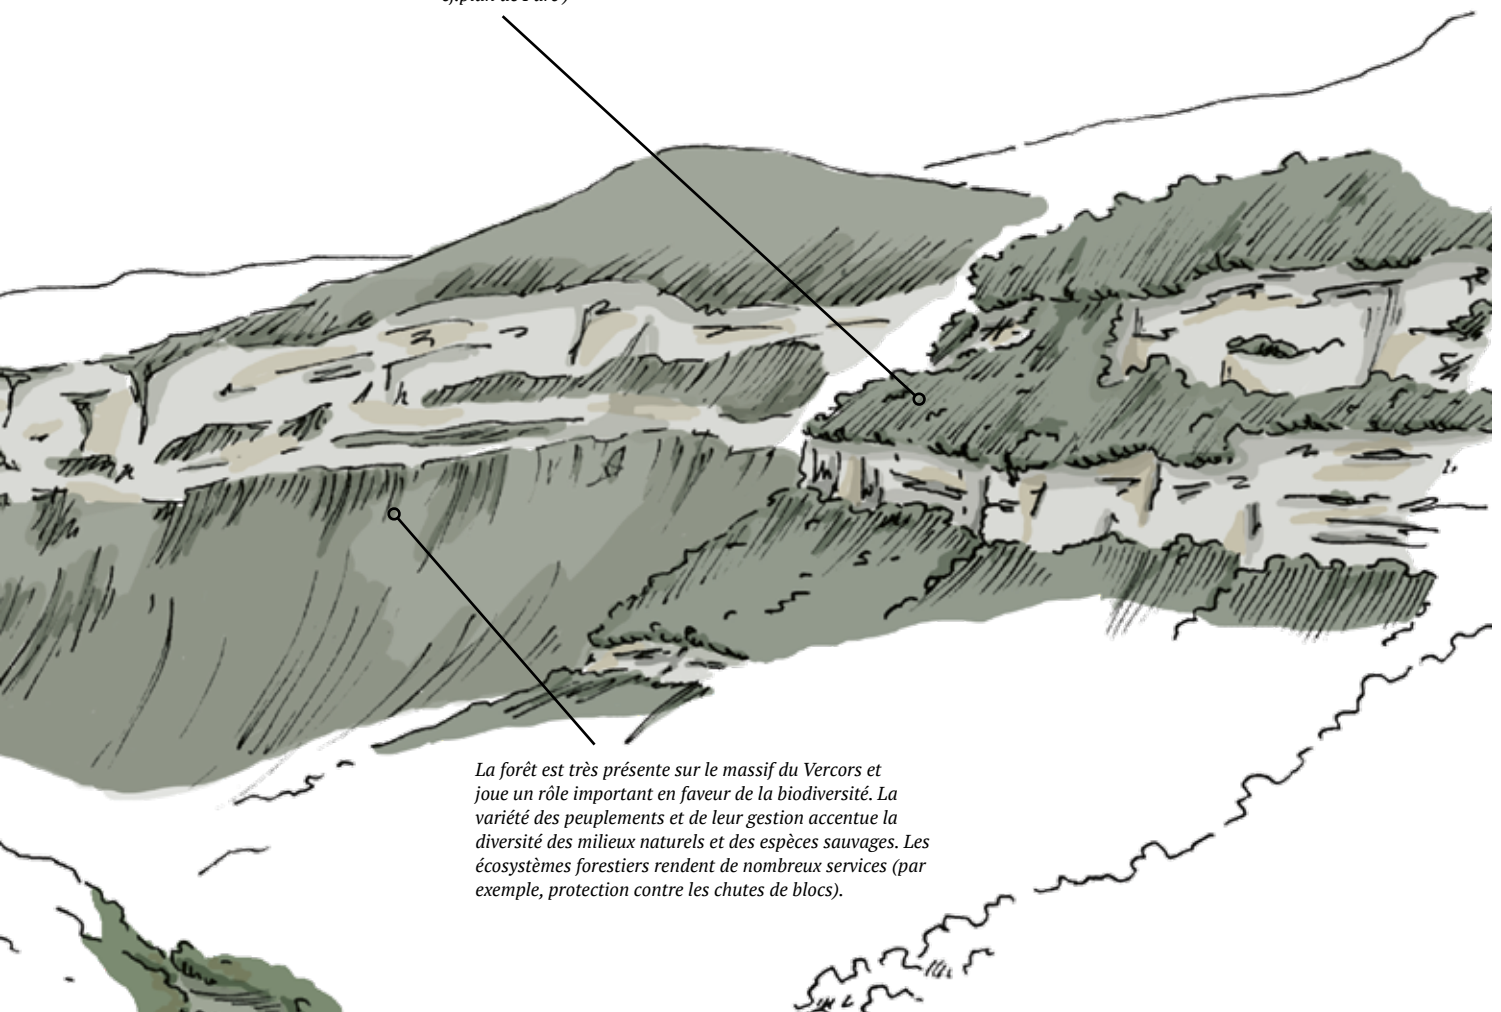 La forêt est très présente sur le massif du Vercors et
joue un rôle important en faveur de la biodiversité. La
variété des peuplements et de leur gestion accentue la
diversité des milieux naturels et des espèces sauvages. Les
écosystèmes forestiers rendent de nombreux services (par
exemple, protection contre les chutes de blocs).